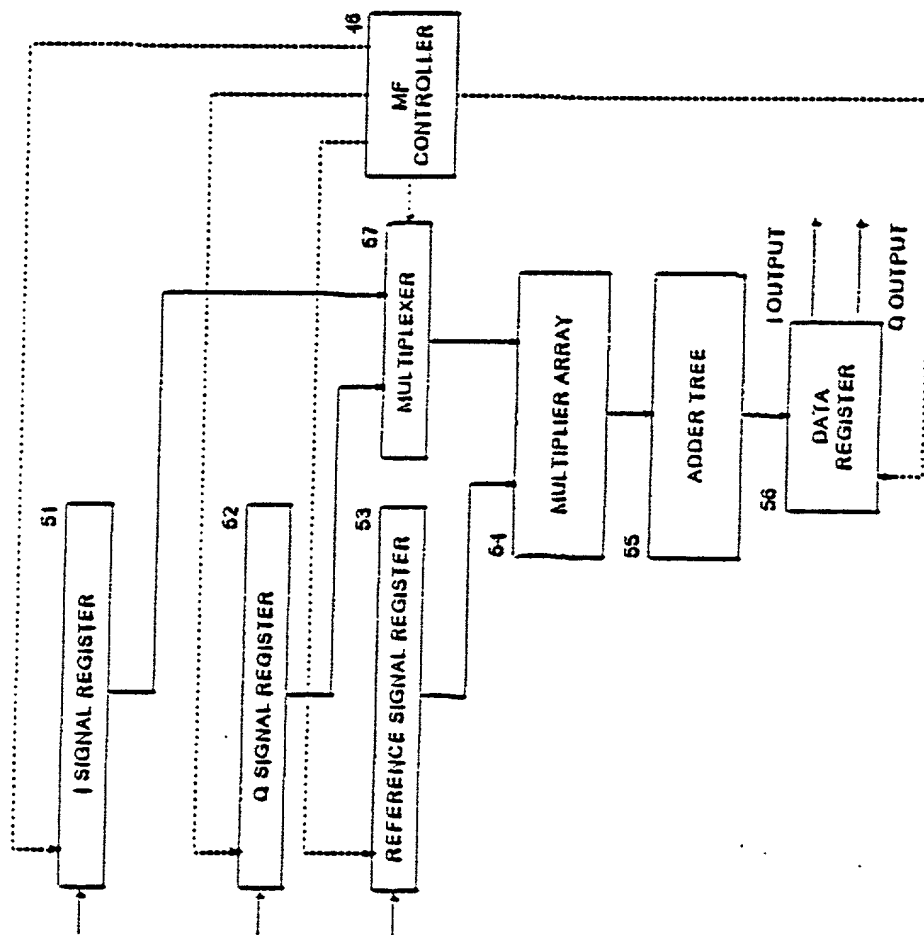 51
I SIGNAL REGISTER
52
Q SIGNAL REGISTER
53
REFERENCE SIGNAL REGISTER
46
MF
CONTROLLER
57
MULTIPLEXER
54
MULTIPLIER ARRAY
55
ADDER TREE
56
DATA
REGISTER
I OUTPUT
Q OUTPUT